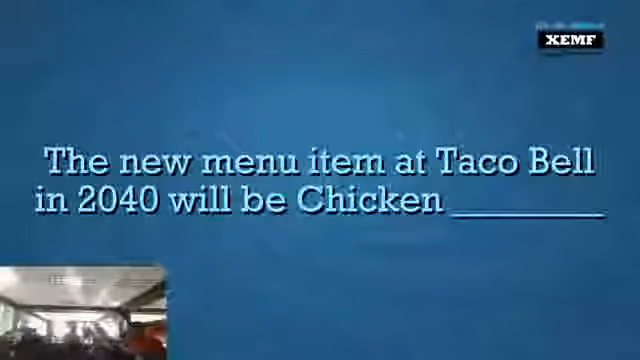 XEMF
The new menu item at Taco Bell
in 2040 will be Chicken ________